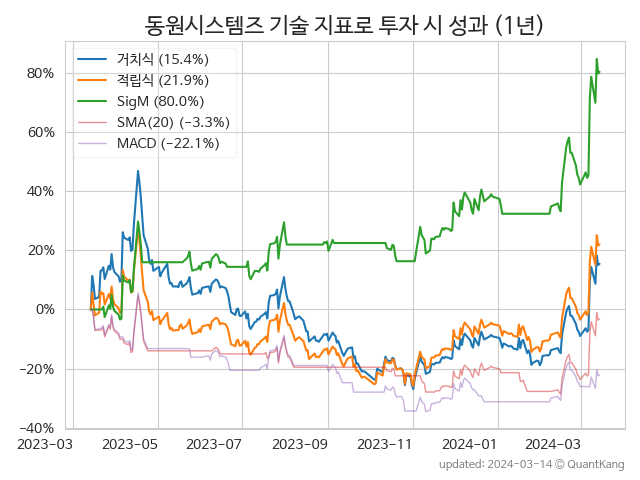 동원시스템즈 기술 지표로 투자 시 성과 (1년)
거치식 (15.4%)
적립식 (21.9%)
SigM (80.0%)
SMA(20) (−3.3%)
MACD (−22.1%)
80%
60%
40%
20%
0%
−20%
−40%
2023−03 2023−05 2023−07 2023−09 2023−11 2024−01 2024−03
updated: 2024−03−14 © QuantKang